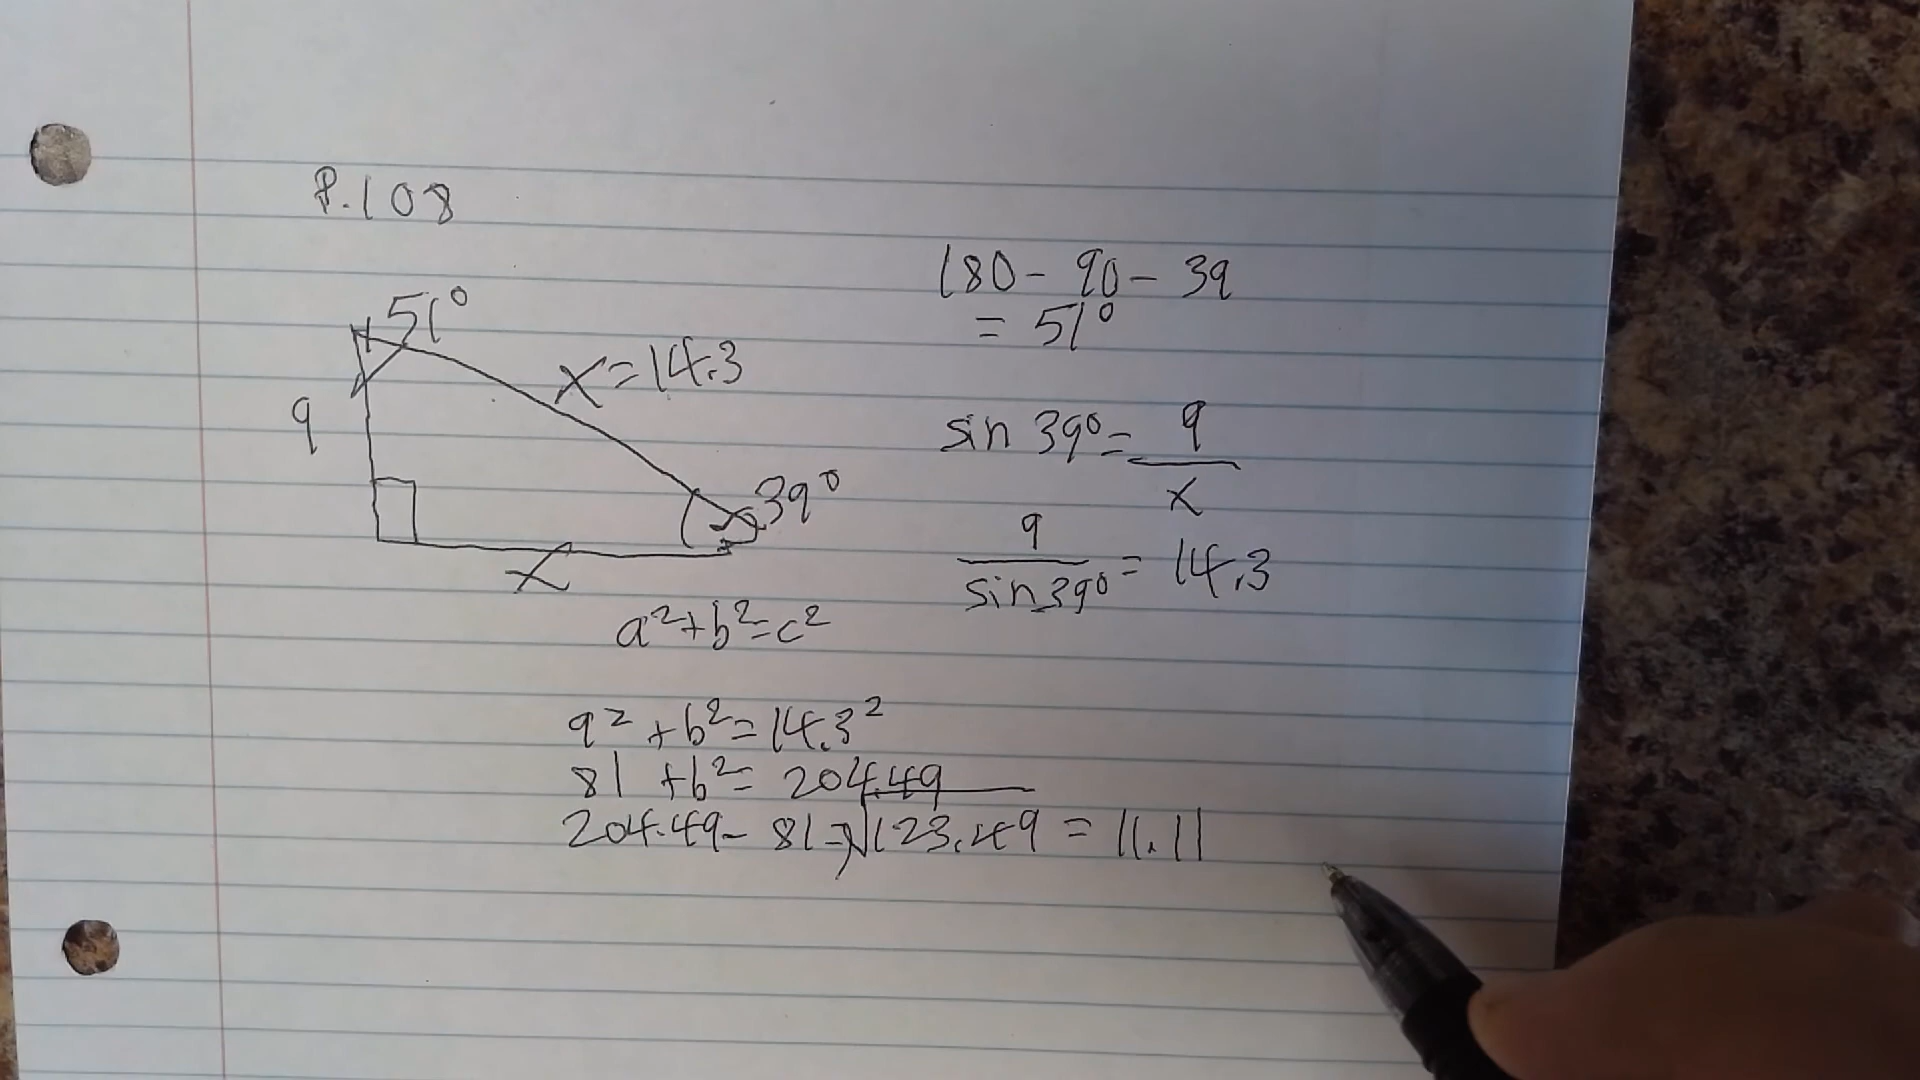 P.108
180 - 90 - 39
= 51°
51°
x = 14.3
9
39°
x
sin 39° = 9/x
9/sin 39° = 14.3
a²+b²=c²
9² + b² = 14.3²
81 + b² = 204.49
204.49 - 81 = √123.49 = 11.11